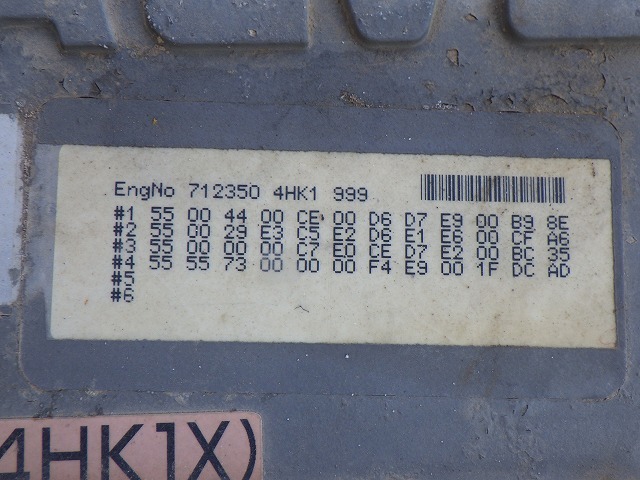 EngNo 712350 4HK1 999
#1 55 00 44 00 CE 00 D6 D7 E9 00 B9 8E
#2 55 00 29 E3 C5 E2 D8 E1 E6 00 CF A6
#3 55 00 00 00 C7 E0 CE D7 E2 00 BC 35
#4 55 55 73 00 00 00 F4 E9 00 1F DC AD
#5
#6
4HK1X)